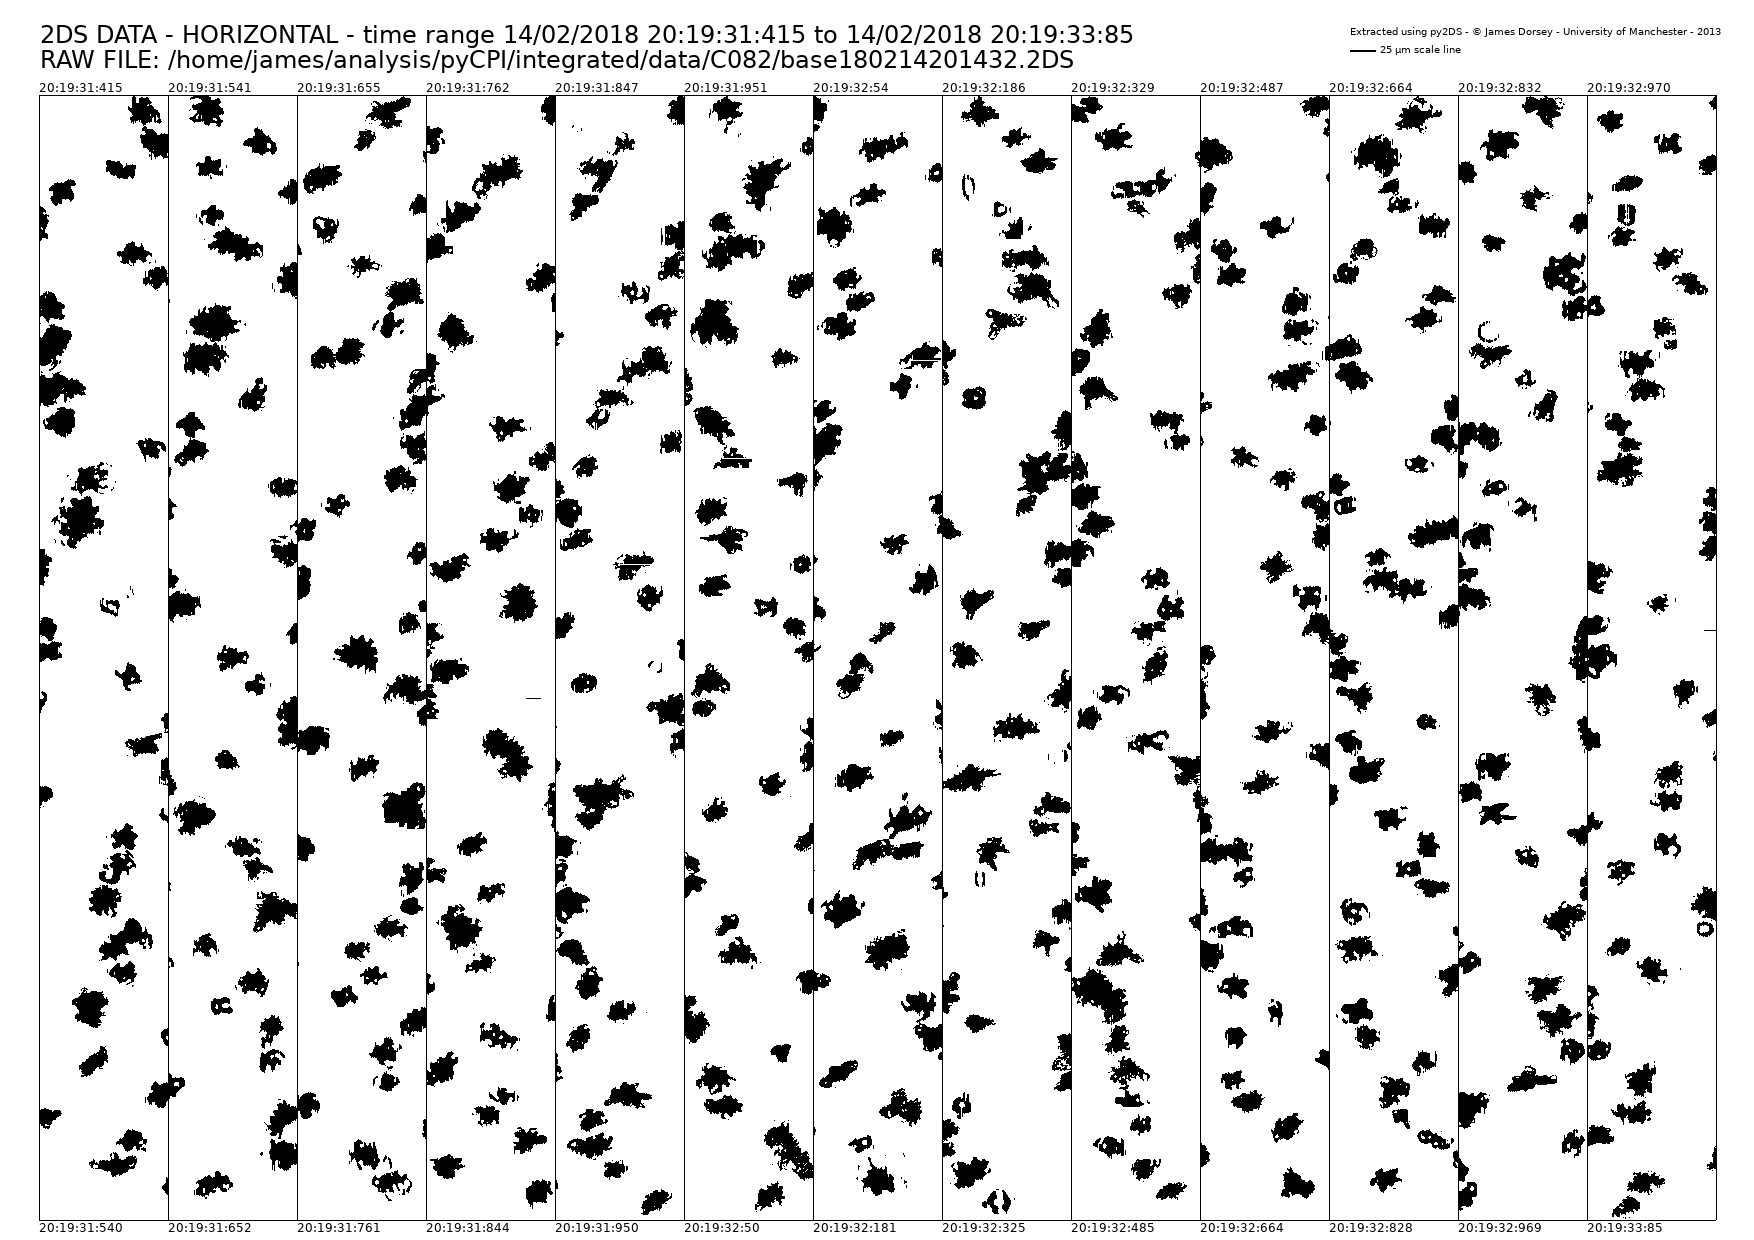 2DS DATA - HORIZONTAL - time range 14/02/2018 20:19:31:415 to 14/02/2018 20:19:33:85
RAW FILE: /home/james/analysis/pyCPI/integrated/data/C082/base180214201432.2DS
Extracted using py2DS - © James Dorsey - University of Manchester - 2013
25 µm scale line
20:19:31:415 20:19:31:541 20:19:31:655 20:19:31:762 20:19:31:847 20:19:31:951 20:19:32:54 20:19:32:186 20:19:32:329 20:19:32:487 20:19:32:664 20:19:32:832 20:19:32:970
20:19:31:540 20:19:31:652 20:19:31:761 20:19:31:844 20:19:31:950 20:19:32:50 20:19:32:181 20:19:32:325 20:19:32:485 20:19:32:664 20:19:32:828 20:19:32:969 20:19:33:85